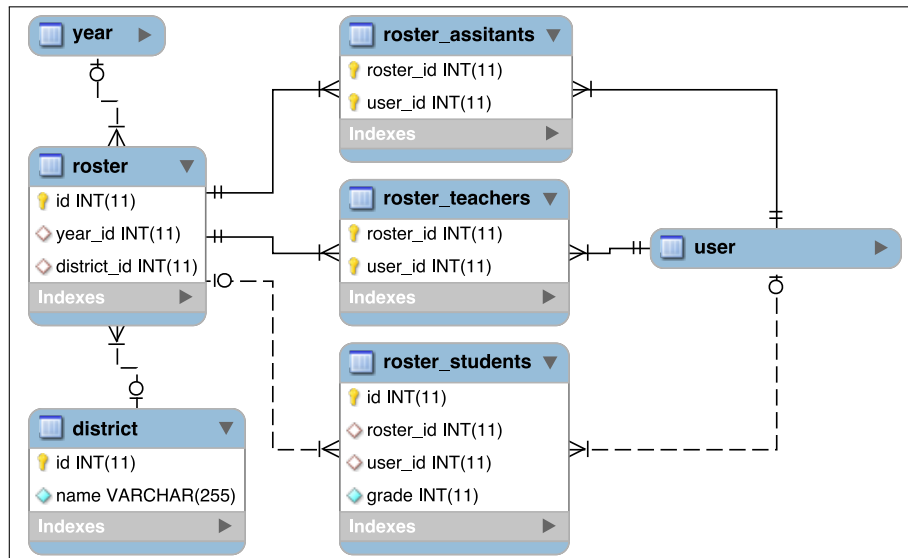 year
roster
id INT(11)
year_id INT(11)
district_id INT(11)
Indexes
district
id INT(11)
name VARCHAR(255)
Indexes
roster_assitants
roster_id INT(11)
user_id INT(11)
Indexes
roster_teachers
roster_id INT(11)
user_id INT(11)
Indexes
roster_students
id INT(11)
roster_id INT(11)
user_id INT(11)
grade INT(11)
Indexes
user